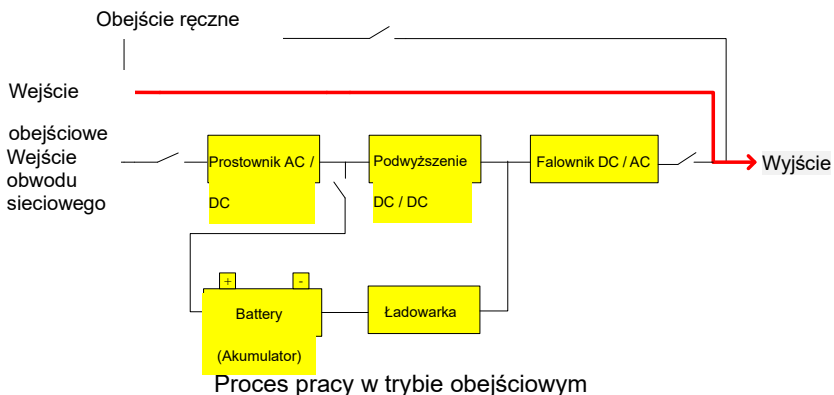 Obejście ręczne
Wejście
obejściowe
Wejście
obwodu
sieciowego
Prostownik AC /
DC
Podwyższenie
DC / DC
Falownik DC / AC
Wyjście
+
-
Battery
(Akumulator)
Ładowarka
Proces pracy w trybie obejściowym